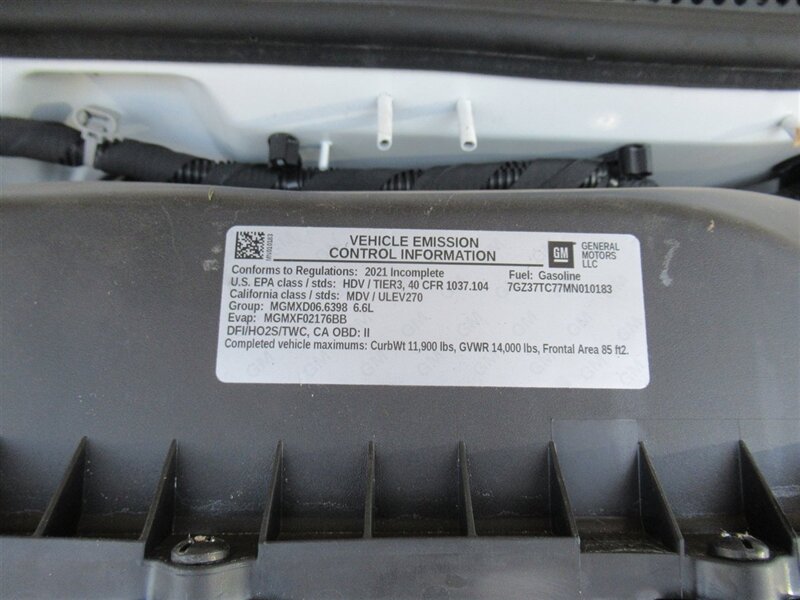 VEHICLE EMISSION
CONTROL INFORMATION
GM
GENERAL
MOTORS
LLC
Conforms to Regulations: 2021 Incomplete
Fuel: Gasoline
U.S. EPA class / stds: HDV / TIER3, 40 CFR 1037.104
7GZ37TC77MN010183
California class / stds: MDV / ULEV270
Group: MGMXD06.6398 6.6L
Evap: MGMXF02176BB
DFI/HO2S/TWC, CA OBD: II
Completed vehicle maximums: CurbWt 11,900 lbs, GVWR 14,000 lbs, Frontal Area 85 ft2.